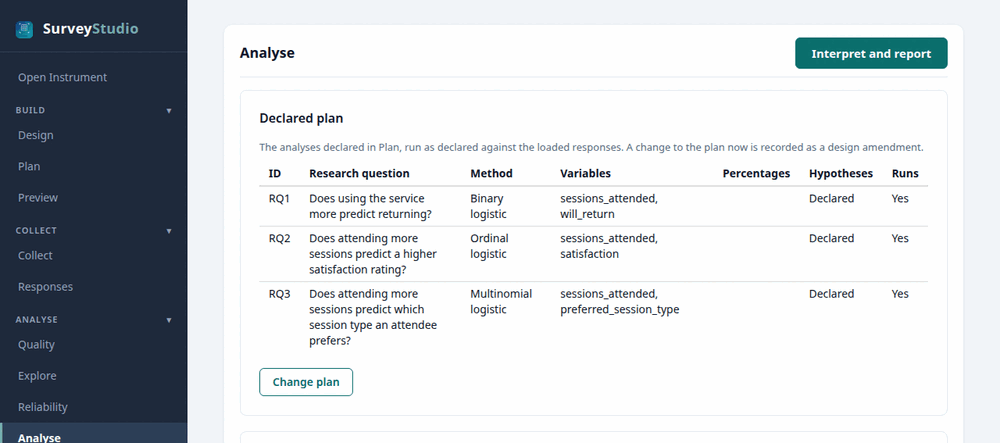 SurveyStudio
Open Instrument
BUILD
Design
Plan
Preview
COLLECT
Collect
Responses
ANALYSE
Quality
Explore
Reliability
Analyse
Analyse
Interpret and report
Declared plan
The analyses declared in Plan, run as declared against the loaded responses. A change to the plan now is recorded as a design amendment.
ID Research question Method Variables Percentages Hypotheses Runs
RQ1 Does using the service Binary sessions_attended, Declared Yes
more predict returning? logistic will_return
RQ2 Does attending more Ordinal sessions_attended, Declared Yes
sessions predict a higher logistic satisfaction
satisfaction rating?
RQ3 Does attending more Multinomial sessions_attended, Declared Yes
sessions predict which logistic preferred_session_type
session type an attendee
prefers?
Change plan